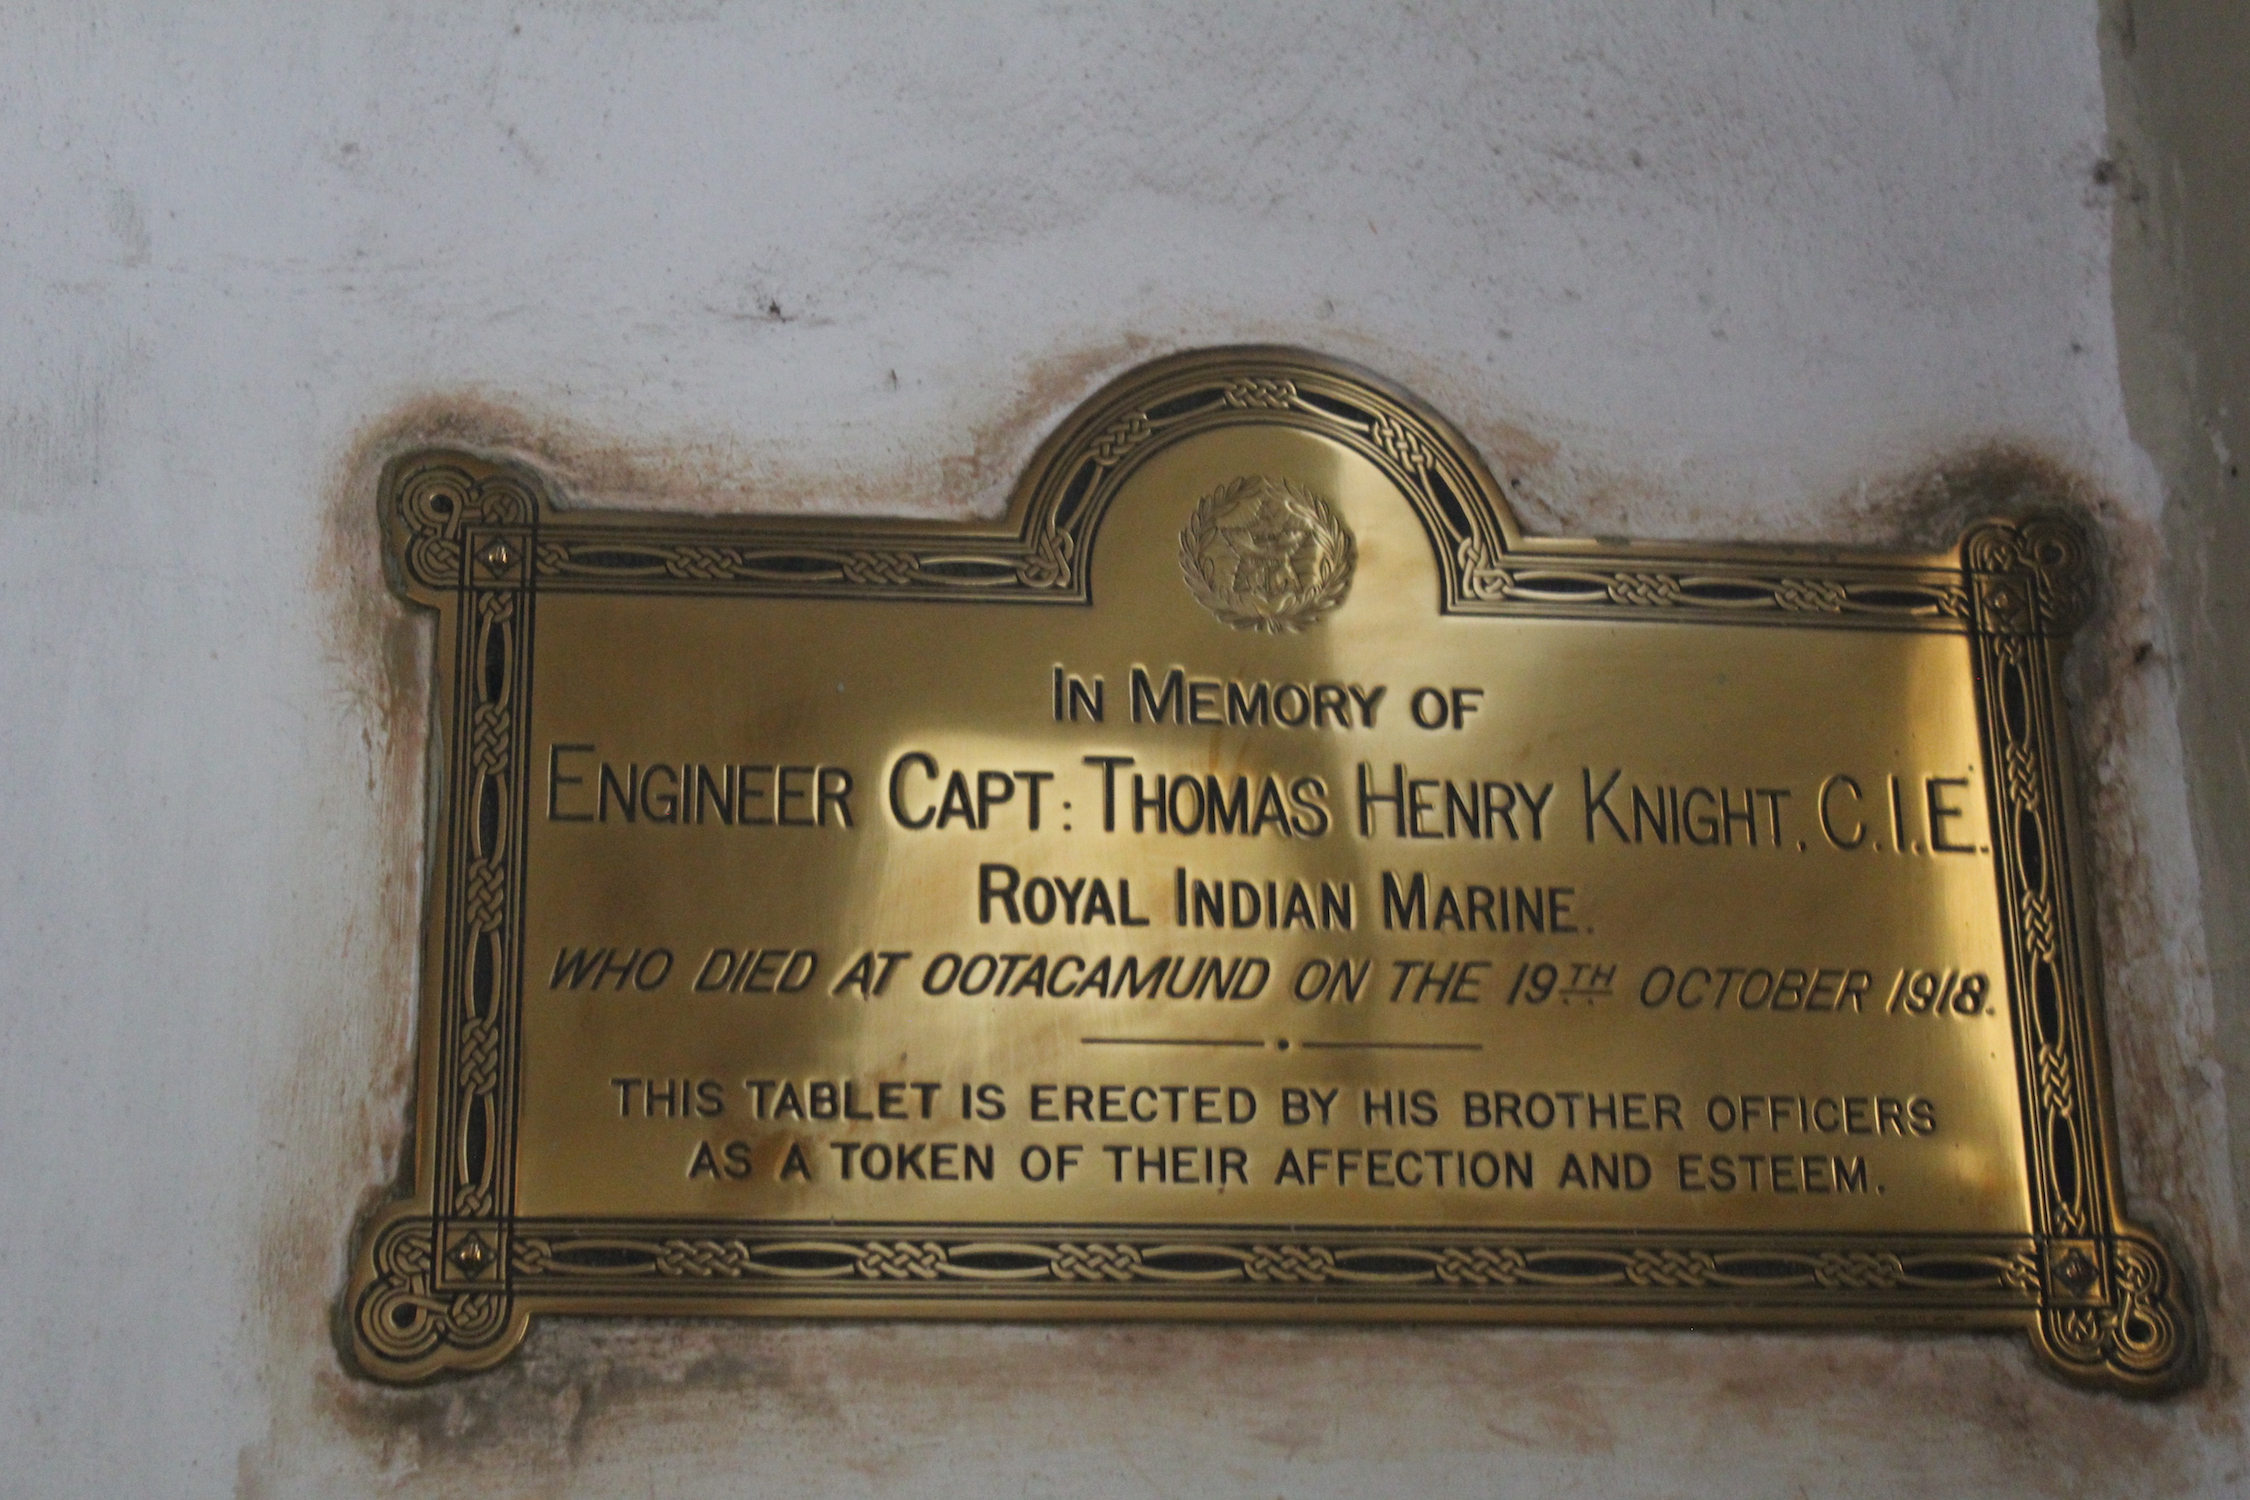 In Memory of
Engineer Capt: Thomas Henry Knight, C.I.E.
Royal Indian Marine.
WHO DIED AT OOTACAMUND ON THE 19TH OCTOBER 1918.
THIS TABLET IS ERECTED BY HIS BROTHER OFFICERS
AS A TOKEN OF THEIR AFFECTION AND ESTEEM.